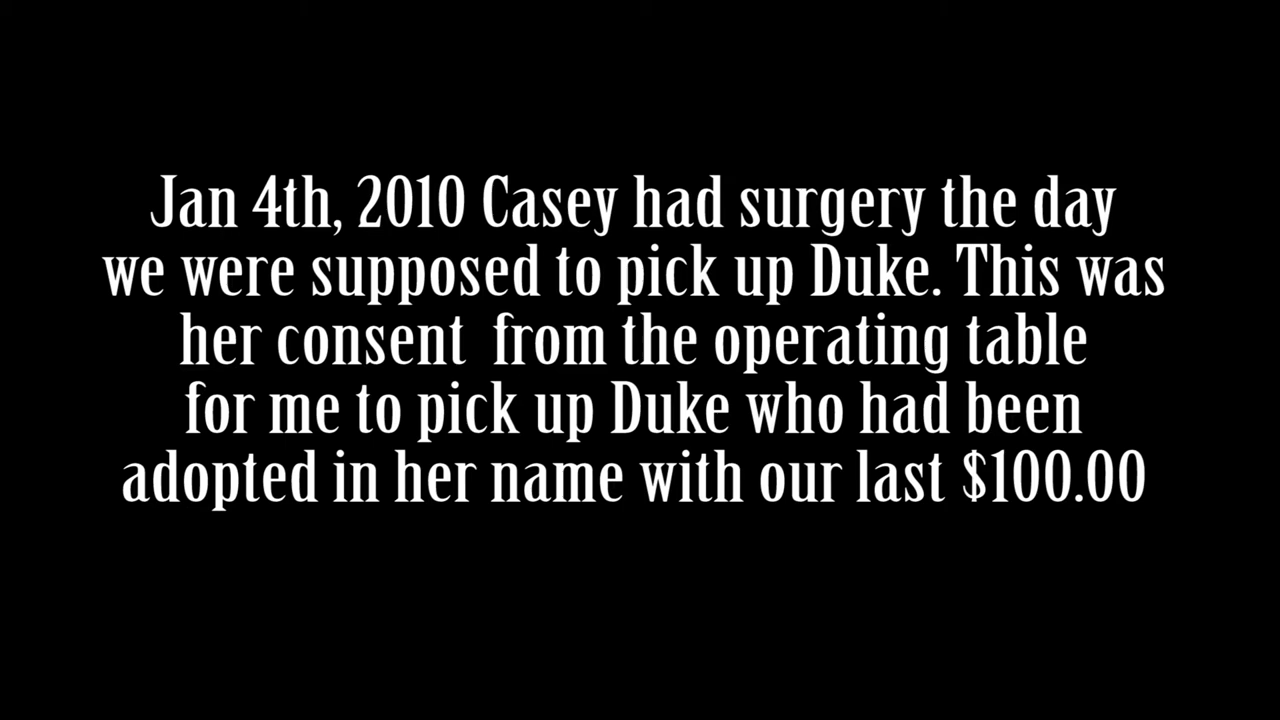 Jan 4th, 2010 Casey had surgery the day
we were supposed to pick up Duke. This was
her consent  from the operating table
for me to pick up Duke who had been
adopted in her name with our last $100.00